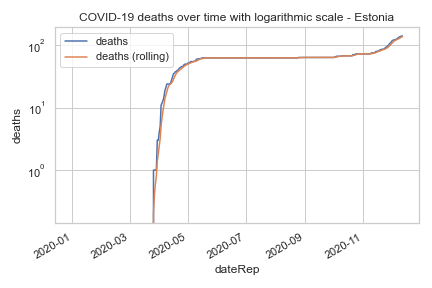 COVID-19 deaths over time with logarithmic scale - Estonia
deaths
deaths (rolling)
10²
10¹
10⁰
deaths
2020-01
2020-03
2020-05
2020-07
2020-09
2020-11
dateRep